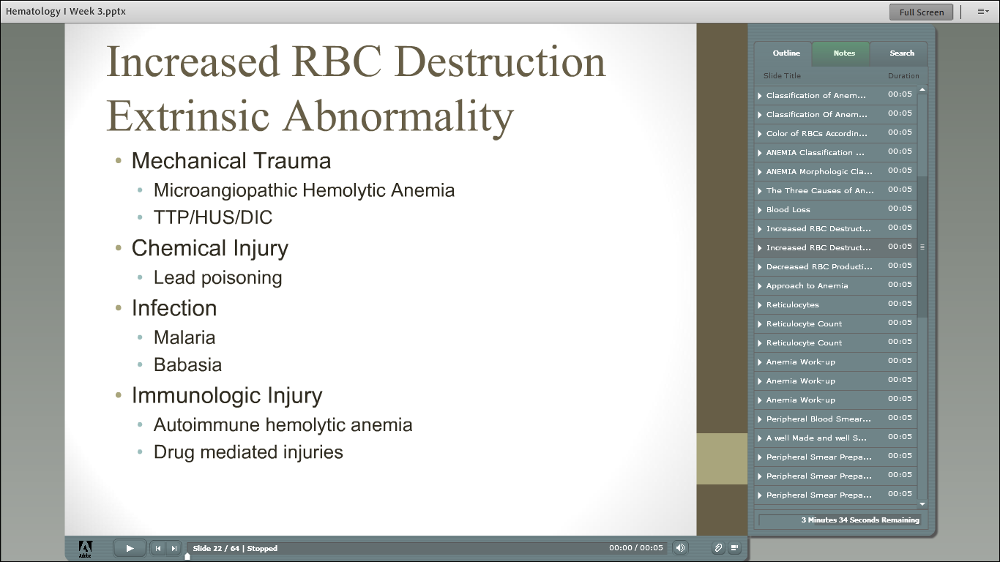 Hematology I Week 3.pptx
Full Screen
Increased RBC Destruction
Extrinsic Abnormality
• Mechanical Trauma
• Microangiopathic Hemolytic Anemia
• TTP/HUS/DIC
• Chemical Injury
• Lead poisoning
• Infection
• Malaria
• Babasia
• Immunologic Injury
• Autoimmune hemolytic anemia
• Drug mediated injuries
Outline Notes Search
Slide Title Duration
Classification of Anem... 00:05
Classification Of Anem... 00:05
Color of RBCs Accordin... 00:05
ANEMIA Classification ... 00:05
ANEMIA Morphologic Cla... 00:05
The Three Causes of An... 00:05
Blood Loss 00:05
Increased RBC Destruct... 00:05
Increased RBC Destruct... 00:05
Decreased RBC Producti... 00:05
Approach to Anemia 00:05
Reticulocytes 00:05
Reticulocyte Count 00:05
Reticulocyte Count 00:05
Anemia Work-up 00:05
Anemia Work-up 00:05
Anemia Work-up 00:05
Peripheral Blood Smear... 00:05
A well Made and well S... 00:05
Peripheral Smear Prepa... 00:05
Peripheral Smear Prepa... 00:05
Peripheral Smear Prepa... 00:05
3 Minutes 34 Seconds Remaining
Adobe
Slide 22 / 64 | Stopped
00:00 / 00:05